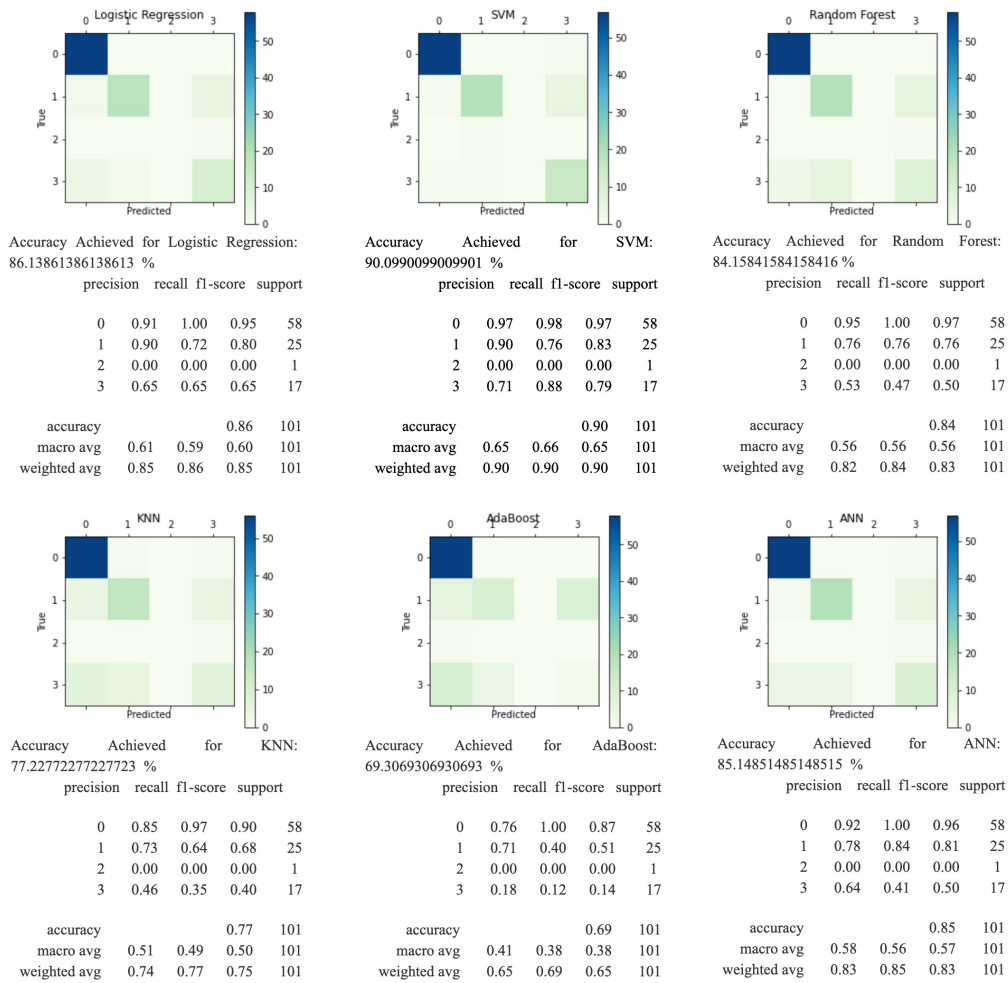 Logistic Regression
0 1 2 3
50
40
30
20
10
0
0
1
2
3
True
Predicted
Accuracy Achieved for Logistic Regression:
86.13861386138613 %
precision recall f1-score support
0 0.91 1.00 0.95 58
1 0.90 0.72 0.80 25
2 0.00 0.00 0.00 1
3 0.65 0.65 0.65 17
accuracy 0.86 101
macro avg 0.61 0.59 0.60 101
weighted avg 0.85 0.86 0.85 101
SVM
0 1 2 3
50
40
30
20
10
0
0
1
2
3
True
Predicted
Accuracy Achieved for SVM:
90.0990099009901 %
precision recall f1-score support
0 0.97 0.98 0.97 58
1 0.90 0.76 0.83 25
2 0.00 0.00 0.00 1
3 0.71 0.88 0.79 17
accuracy 0.90 101
macro avg 0.65 0.66 0.65 101
weighted avg 0.90 0.90 0.90 101
Random Forest
0 1 2 3
50
40
30
20
10
0
0
1
2
3
True
Predicted
Accuracy Achieved for Random Forest:
84.15841584158416 %
precision recall f1-score support
0 0.95 1.00 0.97 58
1 0.76 0.76 0.76 25
2 0.00 0.00 0.00 1
3 0.53 0.47 0.50 17
accuracy 0.84 101
macro avg 0.56 0.56 0.56 101
weighted avg 0.82 0.84 0.83 101
KNN
0 1 2 3
50
40
30
20
10
0
0
1
2
3
True
Predicted
Accuracy Achieved for KNN:
77.22772277227723 %
precision recall f1-score support
0 0.85 0.97 0.90 58
1 0.73 0.64 0.68 25
2 0.00 0.00 0.00 1
3 0.46 0.35 0.40 17
accuracy 0.77 101
macro avg 0.51 0.49 0.50 101
weighted avg 0.74 0.77 0.75 101
AdaBoost
0 1 2 3
50
40
30
20
10
0
0
1
2
3
True
Predicted
Accuracy Achieved for AdaBoost:
69.3069306930693 %
precision recall f1-score support
0 0.76 1.00 0.87 58
1 0.71 0.40 0.51 25
2 0.00 0.00 0.00 1
3 0.18 0.12 0.14 17
accuracy 0.69 101
macro avg 0.41 0.38 0.38 101
weighted avg 0.65 0.69 0.65 101
ANN
0 1 2 3
50
40
30
20
10
0
0
1
2
3
True
Predicted
Accuracy Achieved for ANN:
85.14851485148515 %
precision recall f1-score support
0 0.92 1.00 0.96 58
1 0.78 0.84 0.81 25
2 0.00 0.00 0.00 1
3 0.64 0.41 0.50 17
accuracy 0.85 101
macro avg 0.58 0.56 0.57 101
weighted avg 0.83 0.85 0.83 101